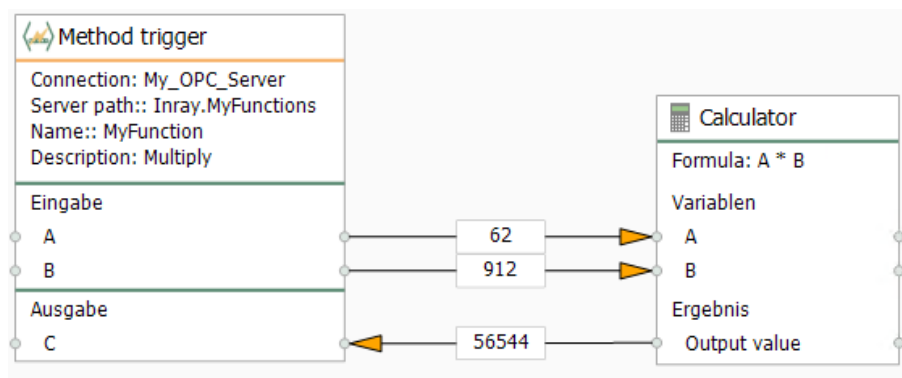 Method trigger
Connection: My_OPC_Server
Server path:: Inray.MyFunctions
Name:: MyFunction
Description: Multiply
Eingabe
A
B
Ausgabe
C
62
912
56544
Calculator
Formula: A * B
Variablen
A
B
Ergebnis
Output value